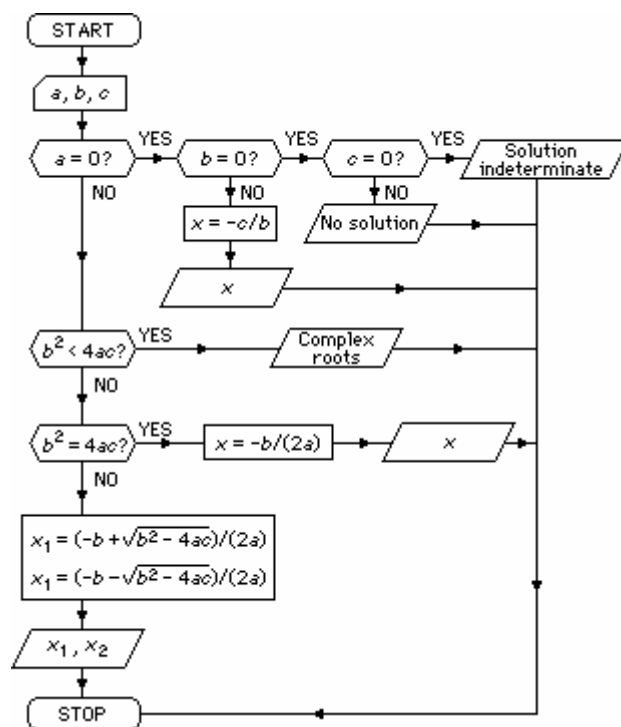 START
a, b, c
a = 0?
YES
b = 0?
YES
c = 0?
YES
Solution
indeterminate
NO
NO
NO
x = -c/b
No solution
x
b² < 4ac?
YES
Complex
roots
NO
b² = 4ac?
YES
x = -b/(2a)
x
NO
x₁ = (-b + √b² - 4ac)/(2a)
x₁ = (-b - √b² - 4ac)/(2a)
x₁, x₂
STOP